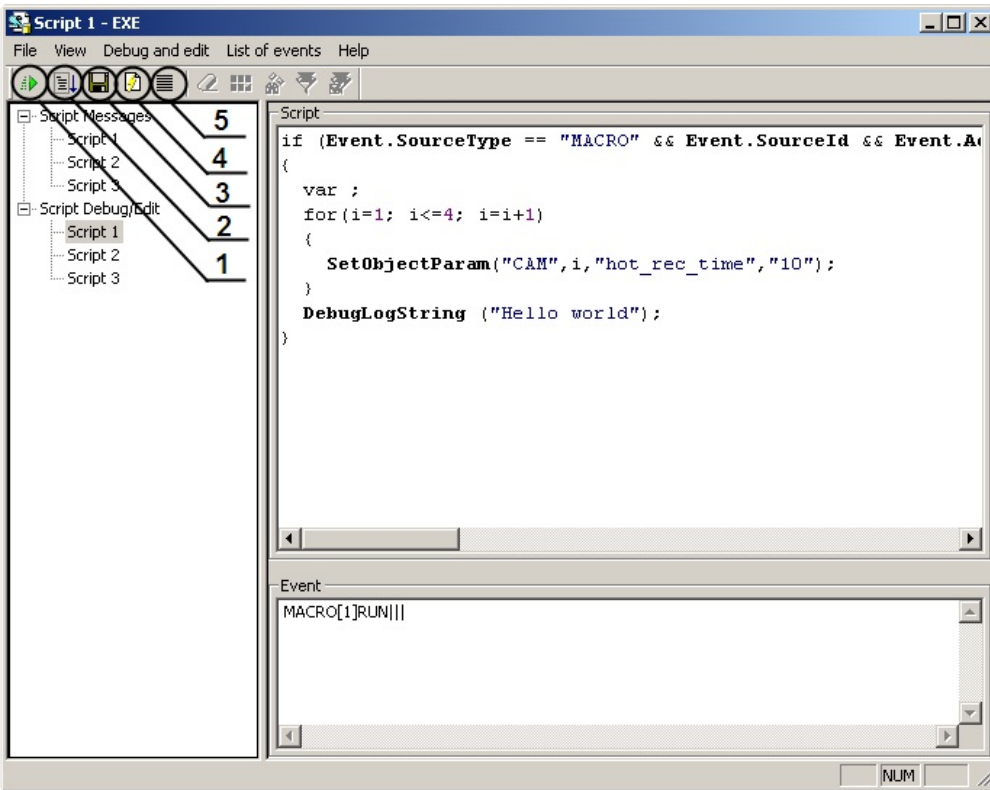 Script 1 - EXE
File View Debug and edit List of events Help
5
4
3
2
1
Script Messages
Script 1
Script 2
Script 3
Script Debug/Edit
Script 1
Script 2
Script 3
Script
if (Event.SourceType == "MACRO" && Event.SourceId && Event.A
{
var ;
for(i=1; i<=4; i=i+1)
{
SetObjectParam("CAM",i,"hot_rec_time","10");
}
DebugLogString ("Hello world");
}
Event
MACRO[1]RUN|||
NUM